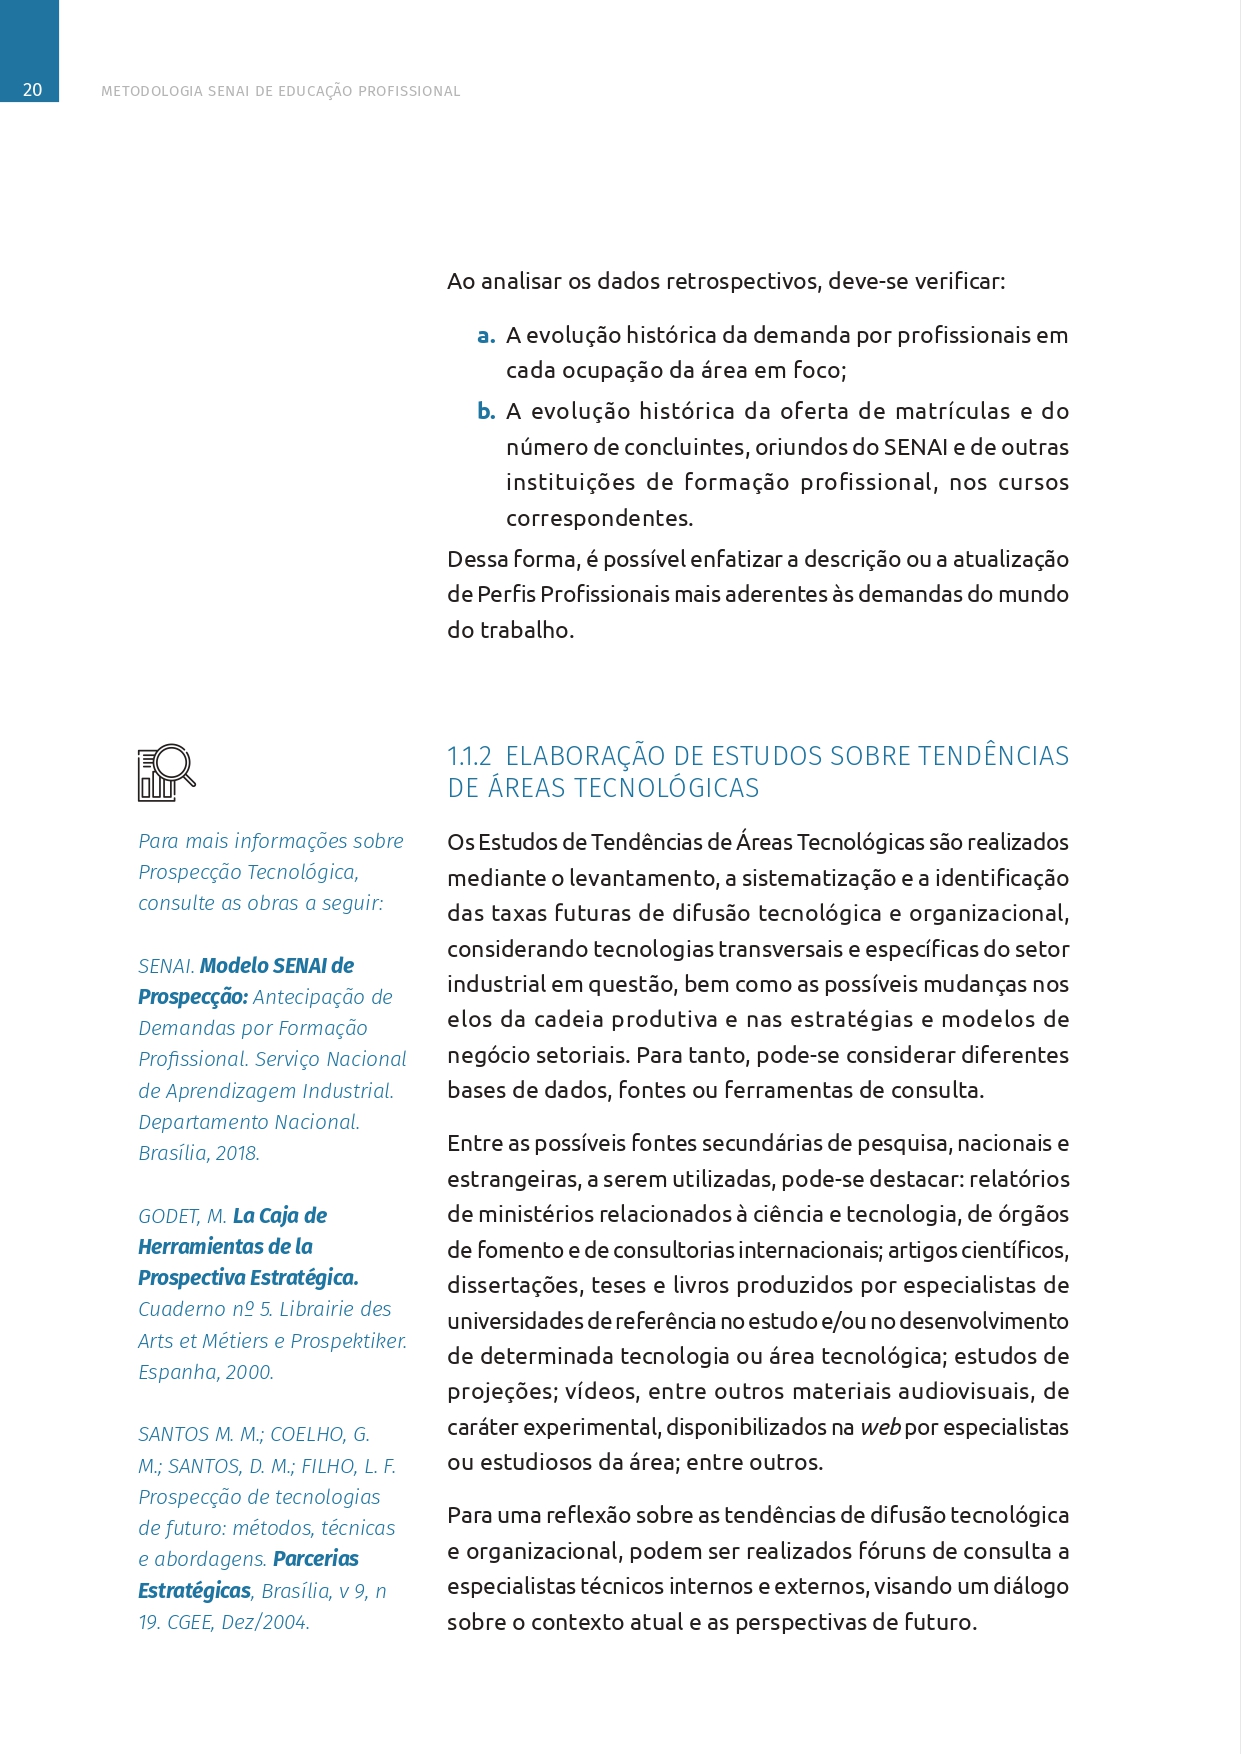 20
METODOLOGIA SENAI DE EDUCAÇÃO PROFISSIONAL
Ao analisar os dados retrospectivos, deve-se verificar:
a. A evolução histórica da demanda por profissionais em
cada ocupação da área em foco;
b. A evolução histórica da oferta de matrículas e do
número de concluintes, oriundos do SENAI e de outras
instituições de formação profissional, nos cursos
correspondentes.
Dessa forma, é possível enfatizar a descrição ou a atualização
de Perfis Profissionais mais aderentes às demandas do mundo
do trabalho.
1.1.2 ELABORAÇÃO DE ESTUDOS SOBRE TENDÊNCIAS
DE ÁREAS TECNOLÓGICAS
Os Estudos de Tendências de Áreas Tecnológicas são realizados
mediante o levantamento, a sistematização e a identificação
das taxas futuras de difusão tecnológica e organizacional,
considerando tecnologias transversais e específicas do setor
industrial em questão, bem como as possíveis mudanças nos
elos da cadeia produtiva e nas estratégias e modelos de
negócio setoriais. Para tanto, pode-se considerar diferentes
bases de dados, fontes ou ferramentas de consulta.
Entre as possíveis fontes secundárias de pesquisa, nacionais e
estrangeiras, a serem utilizadas, pode-se destacar: relatórios
de ministérios relacionados à ciência e tecnologia, de órgãos
de fomento e de consultorias internacionais; artigos científicos,
dissertações, teses e livros produzidos por especialistas de
universidades de referência no estudo e/ou no desenvolvimento
de determinada tecnologia ou área tecnológica; estudos de
projeções; vídeos, entre outros materiais audiovisuais, de
caráter experimental, disponibilizados na web por especialistas
ou estudiosos da área; entre outros.
Para uma reflexão sobre as tendências de difusão tecnológica
e organizacional, podem ser realizados fóruns de consulta a
especialistas técnicos internos e externos, visando um diálogo
sobre o contexto atual e as perspectivas de futuro.
Para mais informações sobre
Prospecção Tecnológica,
consulte as obras a seguir:
SENAI. Modelo SENAI de
Prospecção: Antecipação de
Demandas por Formação
Profissional. Serviço Nacional
de Aprendizagem Industrial.
Departamento Nacional.
Brasília, 2018.
GODET, M. La Caja de
Herramientas de la
Prospectiva Estratégica.
Cuaderno nº 5. Librairie des
Arts et Métiers e Prospektiker.
Espanha, 2000.
SANTOS M. M.; COELHO, G.
M.; SANTOS, D. M.; FILHO, L. F.
Prospecção de tecnologias
de futuro: métodos, técnicas
e abordagens. Parcerias
Estratégicas, Brasília, v 9, n
19. CGEE, Dez/2004.